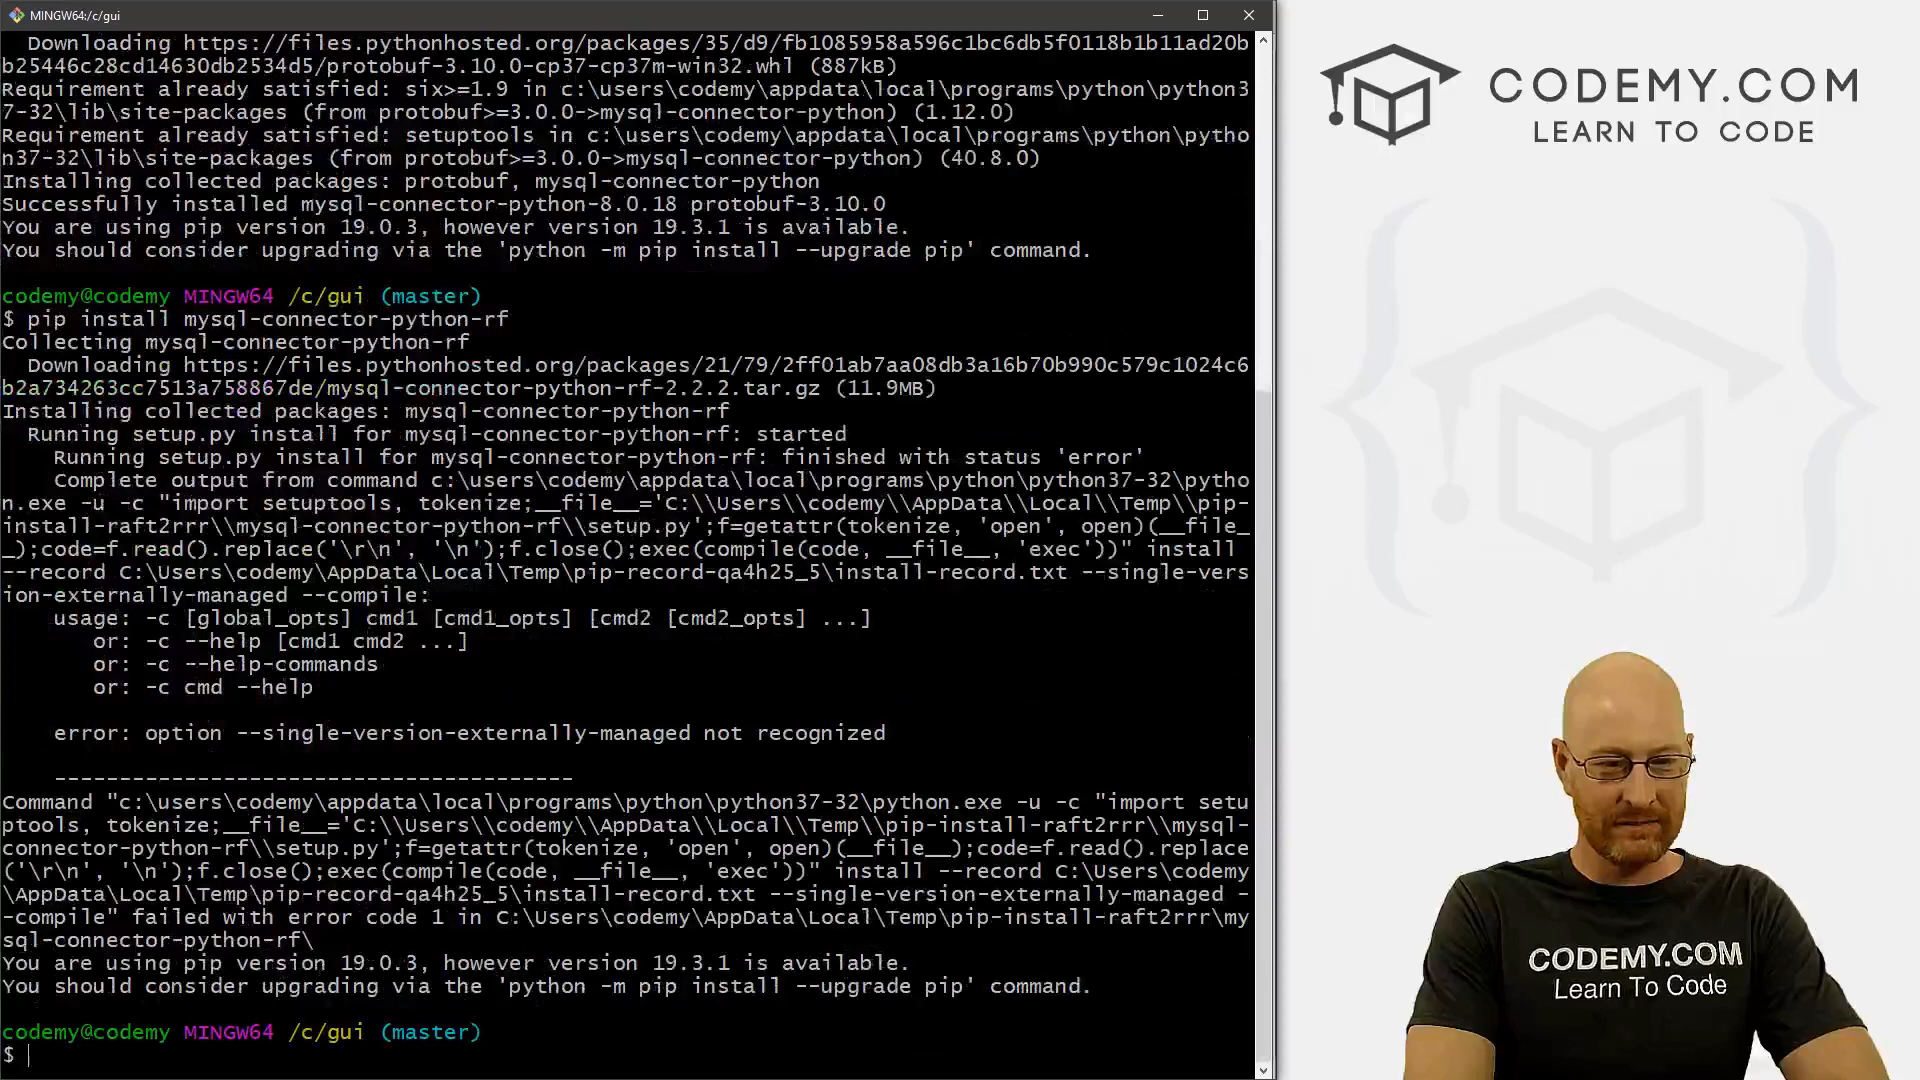 MINGW64:/c/gui
  Downloading https://files.pythonhosted.org/packages/35/d9/fb1085958a596c1bc6db5f0118b1b11ad20b
b25446c28cd14630db2534d5/protobuf-3.10.0-cp37-cp37m-win32.whl (887kB)
Requirement already satisfied: six>=1.9 in c:\users\codemy\appdata\local\programs\python\python3
7-32\lib\site-packages (from protobuf>=3.0.0->mysql-connector-python) (1.12.0)
Requirement already satisfied: setuptools in c:\users\codemy\appdata\local\programs\python\pytho
n37-32\lib\site-packages (from protobuf>=3.0.0->mysql-connector-python) (40.8.0)
Installing collected packages: protobuf, mysql-connector-python
Successfully installed mysql-connector-python-8.0.18 protobuf-3.10.0
You are using pip version 19.0.3, however version 19.3.1 is available.
You should consider upgrading via the 'python -m pip install --upgrade pip' command.
codemy@codemy MINGW64 /c/gui (master)
$ pip install mysql-connector-python-rf
Collecting mysql-connector-python-rf
  Downloading https://files.pythonhosted.org/packages/21/79/2ff01ab7aa08db3a16b70b990c579c1024c6
b2a734263cc7513a758867de/mysql-connector-python-rf-2.2.2.tar.gz (11.9MB)
Installing collected packages: mysql-connector-python-rf
  Running setup.py install for mysql-connector-python-rf: started
    Running setup.py install for mysql-connector-python-rf: finished with status 'error'
    Complete output from command c:\users\codemy\appdata\local\programs\python\python37-32\pytho
n.exe -u -c "import setuptools, tokenize;__file__='C:\\Users\\codemy\\AppData\\Local\\Temp\\pip-
install-raft2rrr\\mysql-connector-python-rf\\setup.py';f=getattr(tokenize, 'open', open)(__file_
_);code=f.read().replace('\r\n', '\n');f.close();exec(compile(code, __file__, 'exec'))" install
--record C:\Users\codemy\AppData\Local\Temp\pip-record-qa4h25_5\install-record.txt --single-vers
ion-externally-managed --compile:
    usage: -c [global_opts] cmd1 [cmd1_opts] [cmd2 [cmd2_opts] ...]
       or: -c --help [cmd1 cmd2 ...]
       or: -c --help-commands
       or: -c cmd --help
    error: option --single-version-externally-managed not recognized
    ----------------------------------------
Command "c:\users\codemy\appdata\local\programs\python\python37-32\python.exe -u -c "import setu
ptools, tokenize;__file__='C:\\Users\\codemy\\AppData\\Local\\Temp\\pip-install-raft2rrr\\mysql-
connector-python-rf\\setup.py';f=getattr(tokenize, 'open', open)(__file__);code=f.read().replace
('\r\n', '\n');f.close();exec(compile(code, __file__, 'exec'))" install --record C:\Users\codemy
\AppData\Local\Temp\pip-record-qa4h25_5\install-record.txt --single-version-externally-managed -
-compile" failed with error code 1 in C:\Users\codemy\AppData\Local\Temp\pip-install-raft2rrr\my
sql-connector-python-rf\
You are using pip version 19.0.3, however version 19.3.1 is available.
You should consider upgrading via the 'python -m pip install --upgrade pip' command.
codemy@codemy MINGW64 /c/gui (master)
$
CODEMY.COM
LEARN TO CODE
CODEMY.COM
Learn To Code